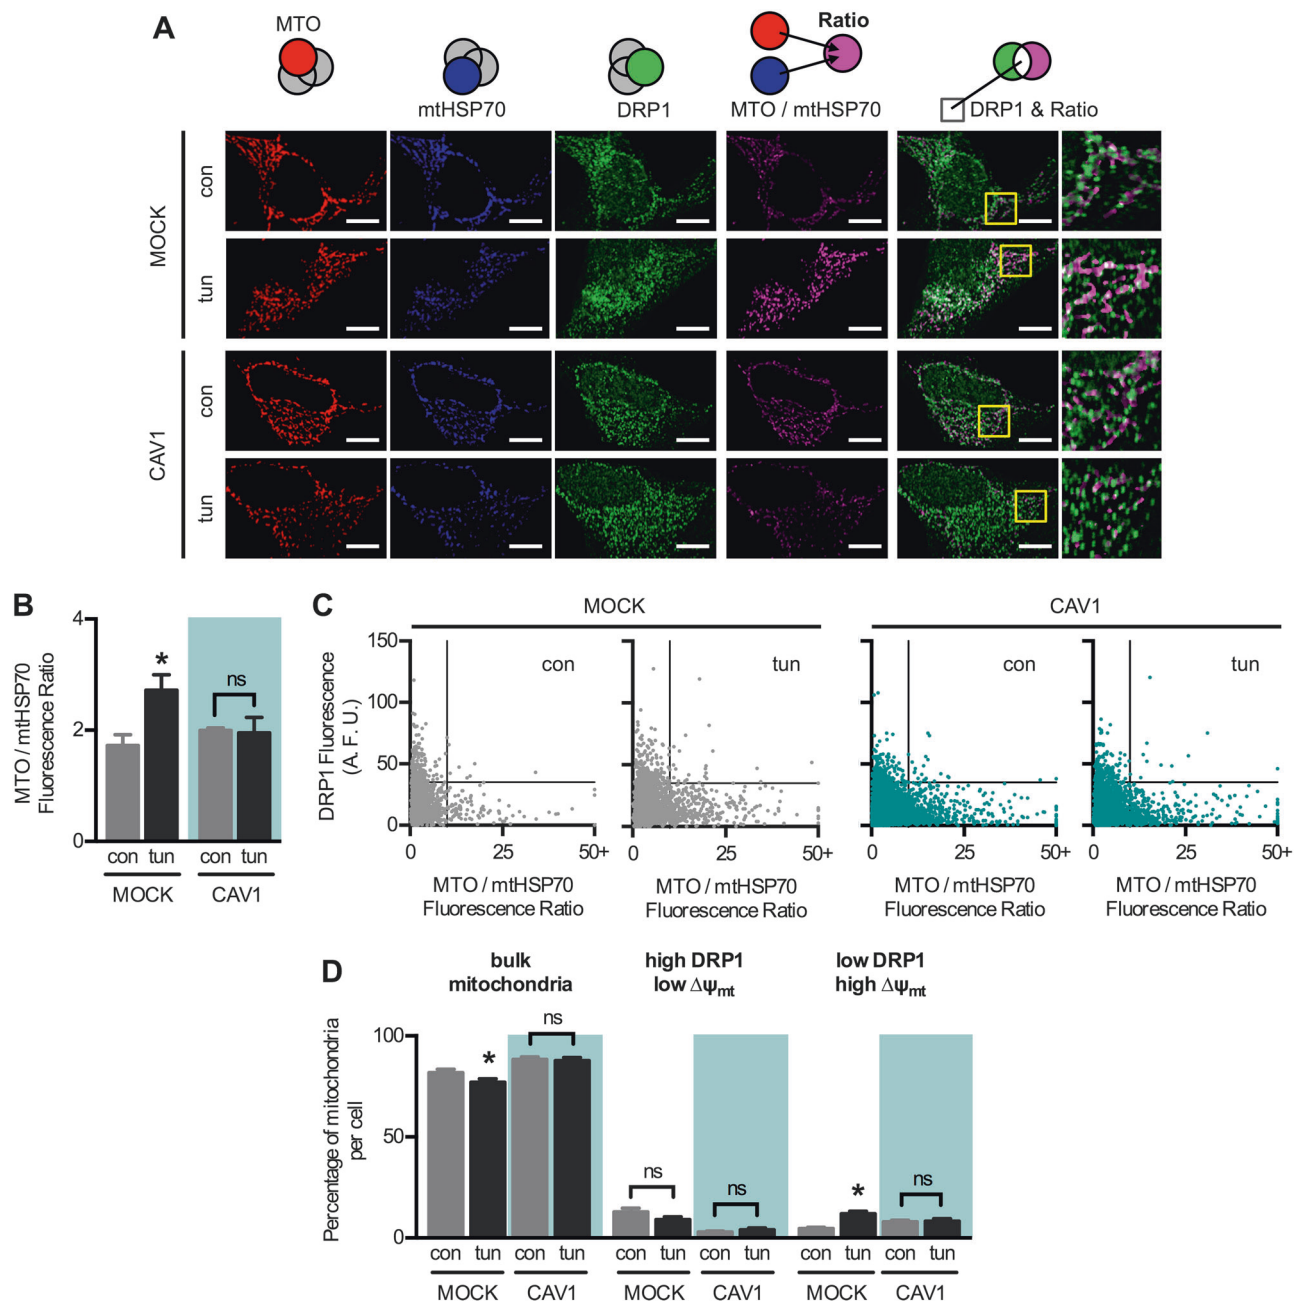 A
MTO
mtHSP70
DRP1
Ratio
MTO / mtHSP70
DRP1 & Ratio
MOCK
con
tun
CAV1
con
tun
B
MTO / mtHSP70
Fluorescence Ratio
4
2
0
*
ns
con tun con tun
MOCK CAV1
C
MOCK CAV1
DRP1 Fluorescence
(A. F. U.)
150
100
50
0
con tun con tun
0 25 50+ 0 25 50+ 0 25 50+ 0 25 50+
MTO / mtHSP70 MTO / mtHSP70 MTO / mtHSP70 MTO / mtHSP70
Fluorescence Ratio Fluorescence Ratio Fluorescence Ratio Fluorescence Ratio
D
bulk
mitochondria
high DRP1
low Δψmt
low DRP1
high Δψmt
Percentage of mitochondria
per cell
100
50
0
* ns ns ns * ns
con tun con tun con tun con tun con tun con tun
MOCK CAV1 MOCK CAV1 MOCK CAV1